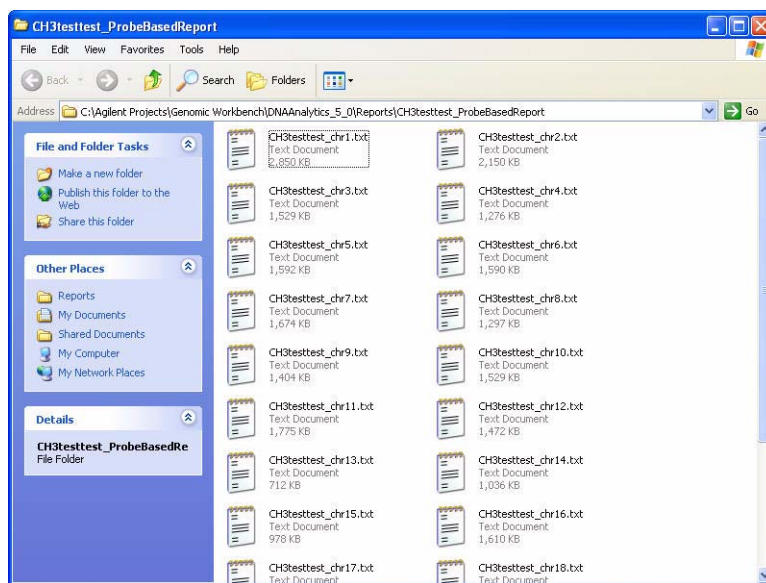 CH3testtest_ProbeBasedReport
File Edit View Favorites Tools Help
Back Search Folders
Address C:\Agilent Projects\Genomic Workbench\DNAAnalytics_5_0\Reports\CH3testtest_ProbeBasedReport Go
File and Folder Tasks
Make a new folder
Publish this folder to the
Web
Share this folder
Other Places
Reports
My Documents
Shared Documents
My Computer
My Network Places
Details
CH3testtest_ProbeBasedRe
File Folder
CH3testtest_chr1.txt
Text Document
2,850 KB
CH3testtest_chr2.txt
Text Document
2,150 KB
CH3testtest_chr3.txt
Text Document
1,529 KB
CH3testtest_chr4.txt
Text Document
1,276 KB
CH3testtest_chr5.txt
Text Document
1,592 KB
CH3testtest_chr6.txt
Text Document
1,590 KB
CH3testtest_chr7.txt
Text Document
1,674 KB
CH3testtest_chr8.txt
Text Document
1,297 KB
CH3testtest_chr9.txt
Text Document
1,404 KB
CH3testtest_chr10.txt
Text Document
1,529 KB
CH3testtest_chr11.txt
Text Document
1,775 KB
CH3testtest_chr12.txt
Text Document
1,472 KB
CH3testtest_chr13.txt
Text Document
712 KB
CH3testtest_chr14.txt
Text Document
1,036 KB
CH3testtest_chr15.txt
Text Document
978 KB
CH3testtest_chr16.txt
Text Document
1,610 KB
CH3testtest_chr17.txt
Text Document
CH3testtest_chr18.txt
Text Document